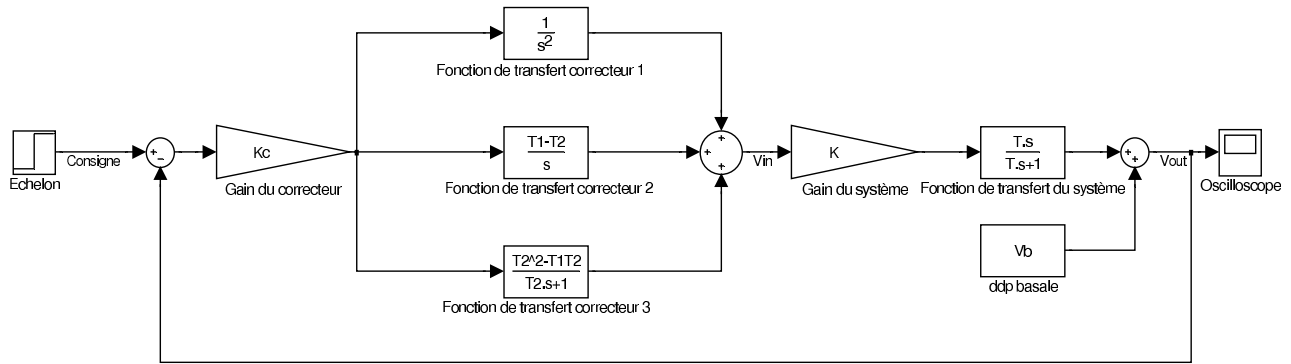 1
s2
Fonction de transfert correcteur 1
Echelon
Consigne
+
−
Kc
Gain du correcteur
T1-T2
s
Fonction de transfert correcteur 2
+
+
+
Vin
K
Gain du système
T.s
T.s+1
Fonction de transfert du système
+
+
Vout
Oscilloscope
Vb
ddp basale
T2^2-T1T2
T2.s+1
Fonction de transfert correcteur 3